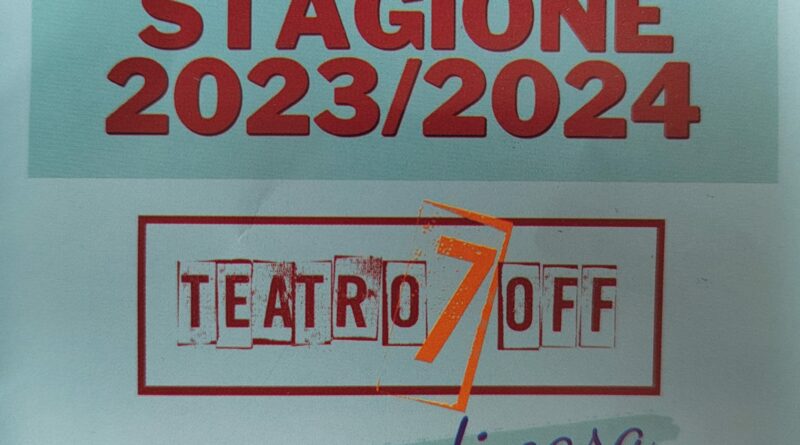 STAGIONE
2023/2024
TEATRO 7 OFF